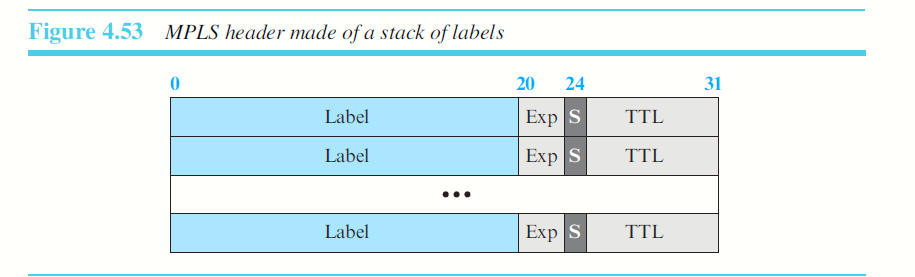 Figure 4.53 MPLS header made of a stack of labels
0 20 24 31
Label Exp S TTL
Label Exp S TTL
•••
Label Exp S TTL